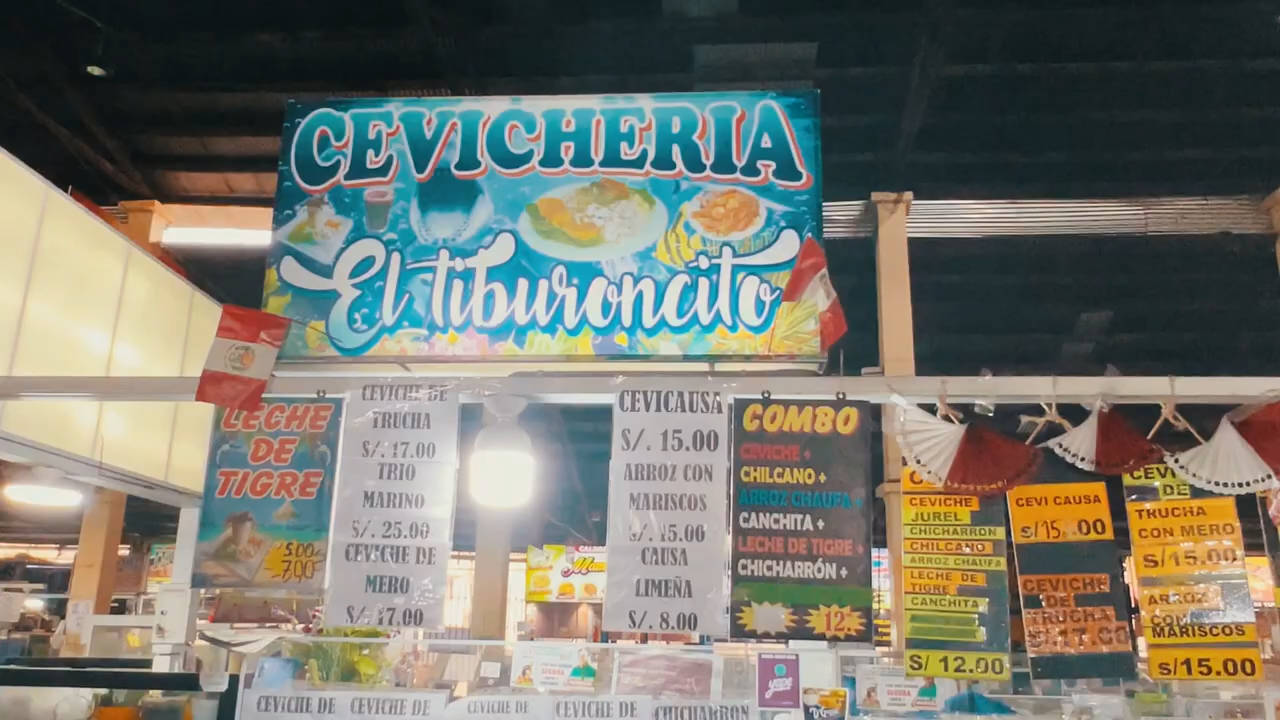 CEVICHERIA
El tiburoncito
LECHE
DE
TIGRE
5.00
7.00
CEVICHE DE
TRUCHA
S/. 17.00
TRIO
MARINO
S/. 25.00
CEVICHE DE
MERO
S/. 17.00
CEVICAUSA
S/. 15.00
ARROZ CON
MARISCOS
S/. 15.00
CAUSA
LIMEÑA
S/. 8.00
COMBO
CEVICHE +
CHILCANO +
ARROZ CHAUFA +
CANCHITA +
LECHE DE TIGRE +
CHICHARRÓN +
12.
CEVICHE
JUREL
CHICHARRON
CHILCANO
ARROZ CHAUFA
LECHE DE
TIGRE
CANCHITA
S/ 12.00
CEVI CAUSA
S/15.00
CEVICHE
DE
TRUCHA
S/17.00
CEVICHE
DE
TRUCHA
CON MERO
S/15.00
ARROZ
CON
MARISCOS
S/15.00
yape
CEVICHE DE
CEVICHE DE
CEVICHE DE
CEVICHE DE
CHICHARRON